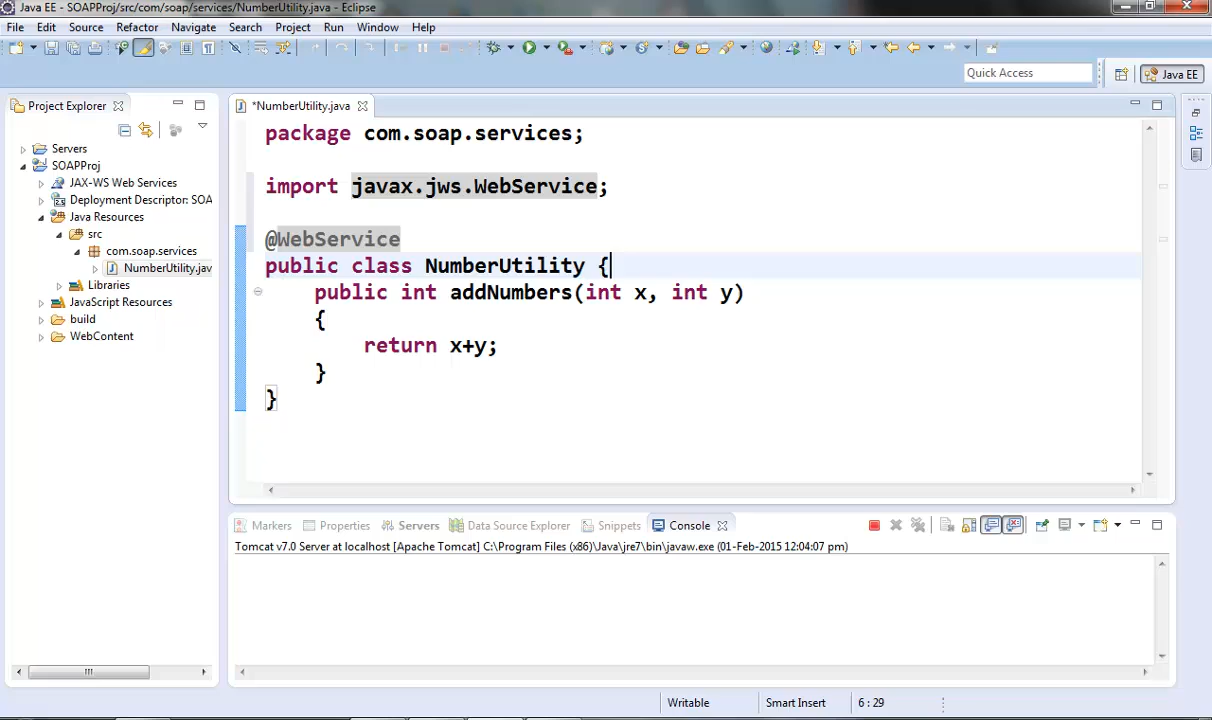 Java EE - SOAPProj/src/com/soap/services/NumberUtility.java - Eclipse
File Edit Source Refactor Navigate Search Project Run Window Help
Quick Access
Java EE
Project Explorer
*NumberUtility.java
Servers
SOAPProj
JAX-WS Web Services
Deployment Descriptor: SOA
Java Resources
src
com.soap.services
NumberUtility.jav
Libraries
JavaScript Resources
build
WebContent
package com.soap.services;
import javax.jws.WebService;
@WebService
public class NumberUtility {
public int addNumbers(int x, int y)
{
return x+y;
}
}
Markers Properties Servers Data Source Explorer Snippets Console
Tomcat v7.0 Server at localhost [Apache Tomcat] C:\Program Files (x86)\Java\jre7\bin\javaw.exe (01-Feb-2015 12:04:07 pm)
Writable Smart Insert 6 : 29